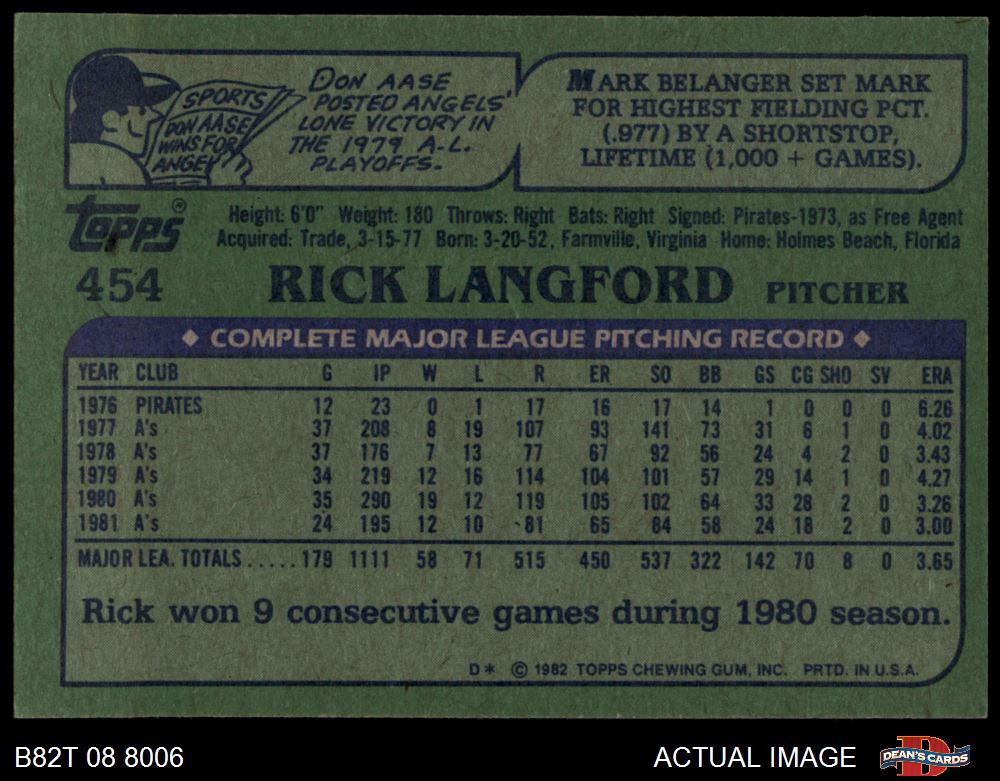 SPORTS
DON AASE
WINS FOR
ANGEL
DON AASE
POSTED ANGELS'
LONE VICTORY IN
THE 1979 A.L.
PLAYOFFS.
MARK BELANGER SET MARK
FOR HIGHEST FIELDING PCT.
(.977) BY A SHORTSTOP,
LIFETIME (1,000 + GAMES).
Topps®
Height: 6'0" Weight: 180 Throws: Right Bats: Right Signed: Pirates-1973, as Free Agent
Acquired: Trade, 3-15-77 Born: 3-20-52, Farmville, Virginia Home: Holmes Beach, Florida
454 RICK LANGFORD PITCHER
◆ COMPLETE MAJOR LEAGUE PITCHING RECORD ◆
YEAR CLUB G IP W L R ER SO BB GS CG SHO SV ERA
1976 PIRATES 12 23 0 1 17 16 17 14 1 0 0 0 6.26
1977 A's 37 208 8 19 107 93 141 73 31 6 1 0 4.02
1978 A's 37 176 7 13 77 67 92 56 24 4 2 0 3.43
1979 A's 34 219 12 16 114 104 101 57 29 14 1 0 4.27
1980 A's 35 290 19 12 119 105 102 64 33 28 2 0 3.26
1981 A's 24 195 12 10 81 65 84 58 24 18 2 0 3.00
MAJOR LEA. TOTALS ..... 179 1111 58 71 515 450 537 322 142 70 8 0 3.65
Rick won 9 consecutive games during 1980 season.
D* © 1982 TOPPS CHEWING GUM, INC. PRTD. IN U.S.A.
B82T 08 8006 ACTUAL IMAGE DEAN'S CARDS